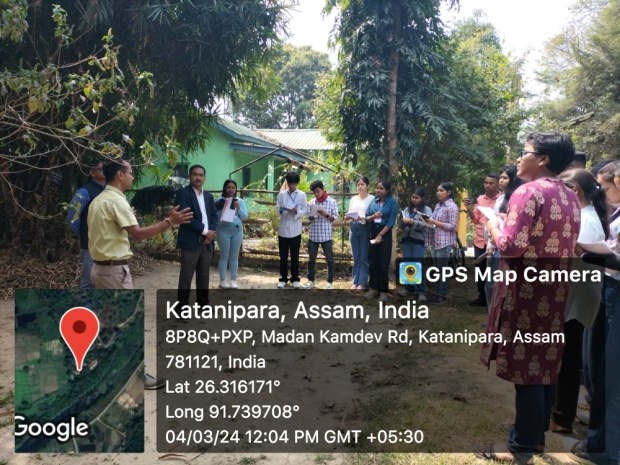 GPS Map Camera
Katanipara, Assam, India
8P8Q+PXP, Madan Kamdev Rd, Katanipara, Assam
781121, India
Lat 26.316171°
Long 91.739708°
04/03/24 12:04 PM GMT +05:30
Google